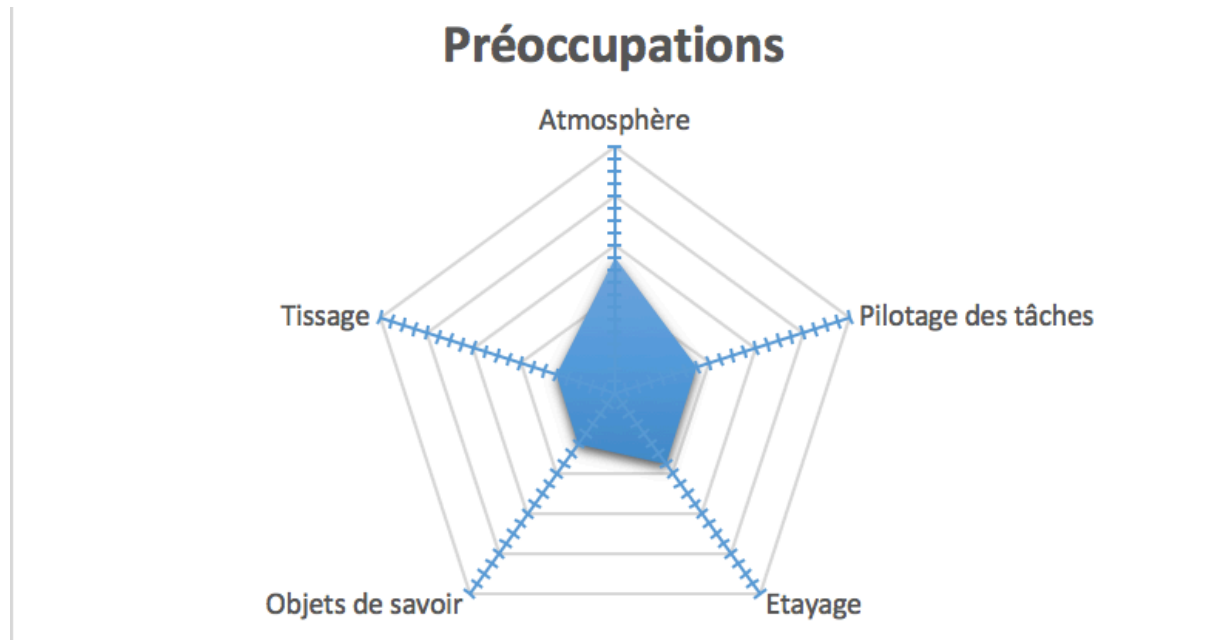 Préoccupations
Atmosphère
Tissage
Pilotage des tâches
Objets de savoir
Etayage